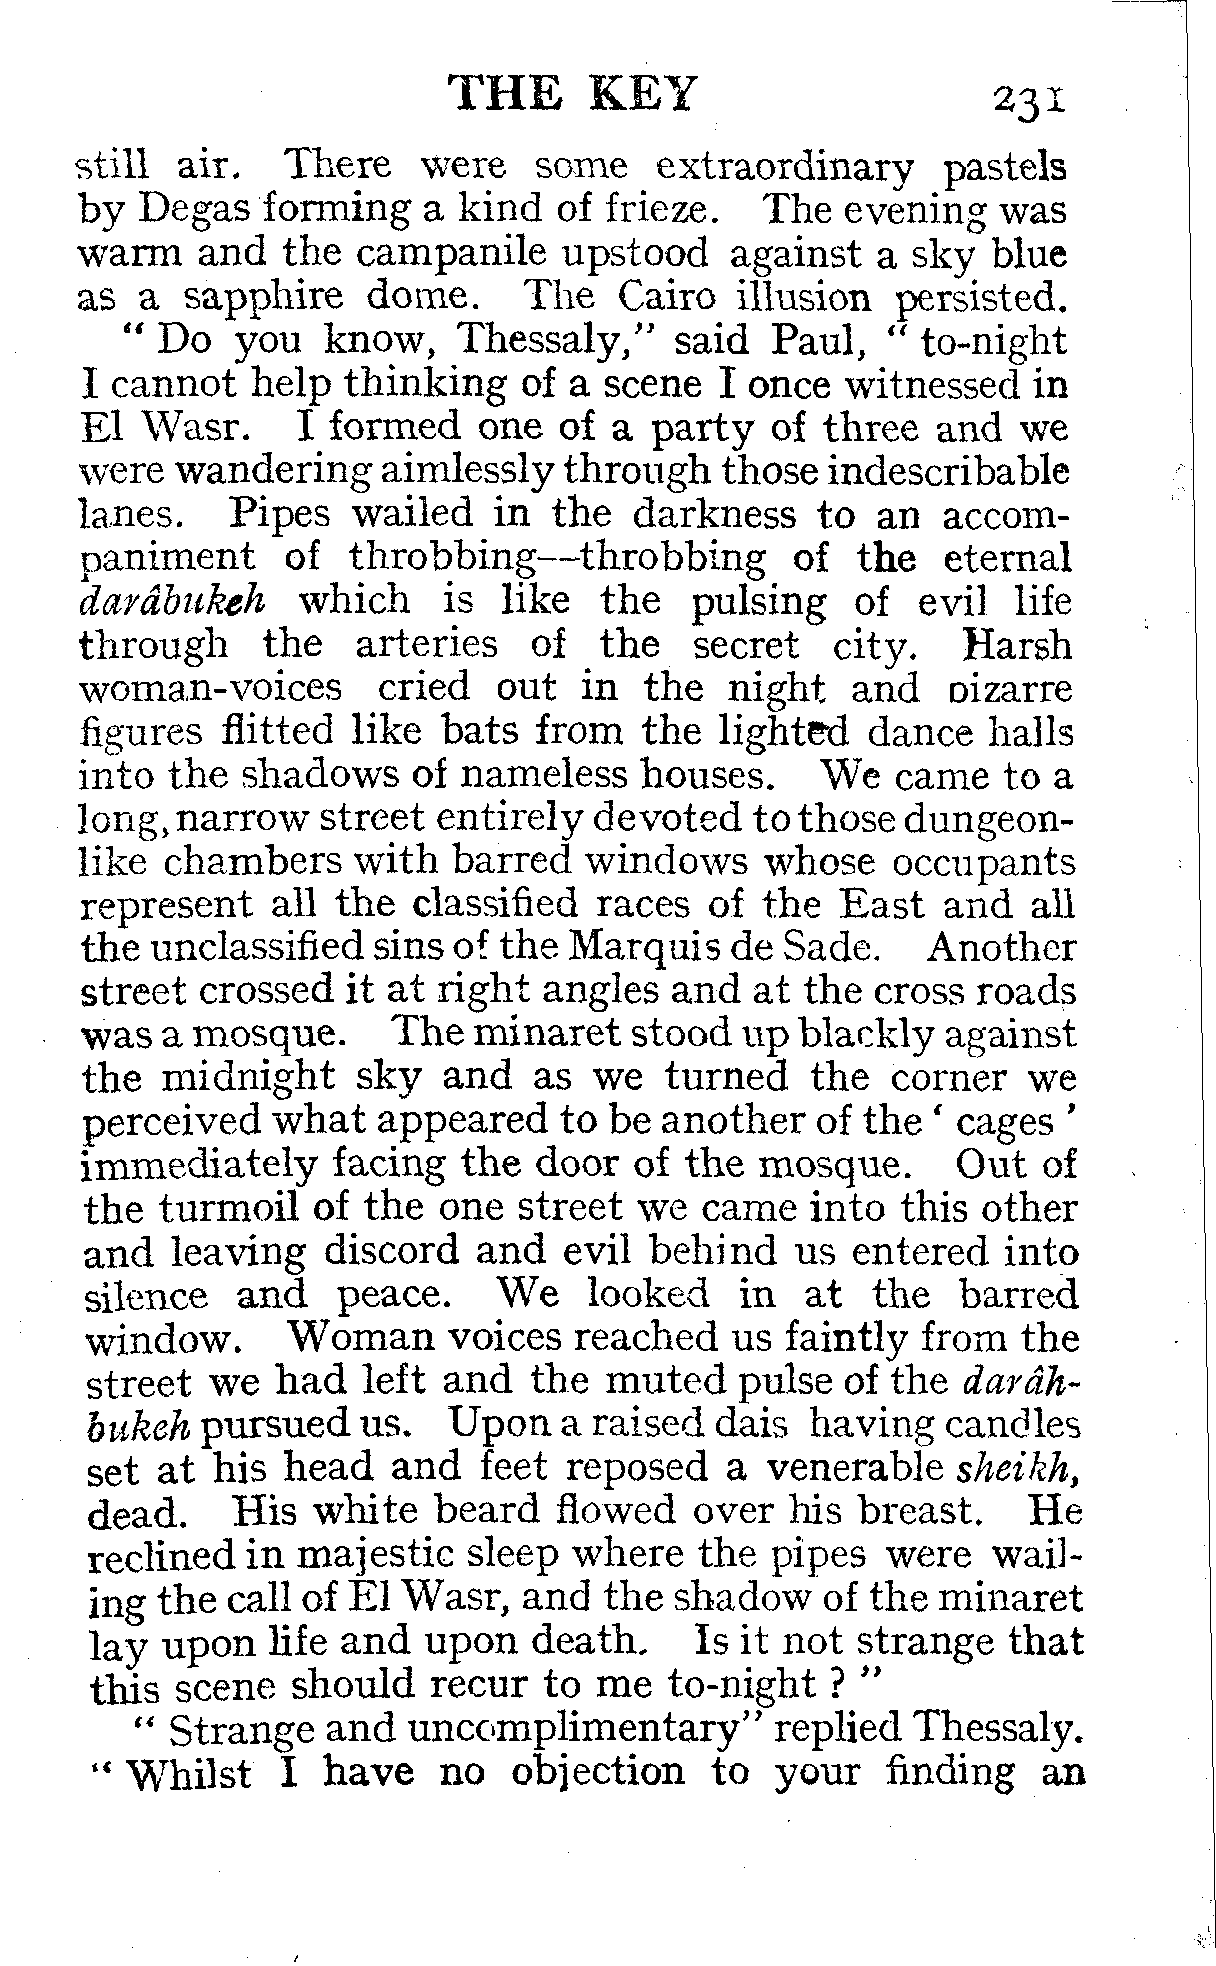 THE KEY 231
still air. There were some extraordinary pastels
by Degas forming a kind of frieze. The evening was
warm and the campanile upstood against a sky blue
as a sapphire dome. The Cairo illusion persisted.
“ Do you know, Thessaly,” said Paul, “ to-night
I cannot help thinking of a scene I once witnessed in
El Wasr. I formed one of a party of three and we
were wandering aimlessly through those indescribable
lanes. Pipes wailed in the darkness to an accom-
paniment of throbbing—throbbing of the eternal
darâbukeh which is like the pulsing of evil life
through the arteries of the secret city. Harsh
woman-voices cried out in the night and bizarre
figures flitted like bats from the lighted dance halls
into the shadows of nameless houses. We came to a
long, narrow street entirely devoted to those dungeon-
like chambers with barred windows whose occupants
represent all the classified races of the East and all
the unclassified sins of the Marquis de Sade. Another
street crossed it at right angles and at the cross roads
was a mosque. The minaret stood up blackly against
the midnight sky and as we turned the corner we
perceived what appeared to be another of the ‘ cages ’
immediately facing the door of the mosque. Out of
the turmoil of the one street we came into this other
and leaving discord and evil behind us entered into
silence and peace. We looked in at the barred
window. Woman voices reached us faintly from the
street we had left and the muted pulse of the darâh-
bukeh pursued us. Upon a raised dais having candles
set at his head and feet reposed a venerable sheikh,
dead. His white beard flowed over his breast. He
reclined in majestic sleep where the pipes were wail-
ing the call of El Wasr, and the shadow of the minaret
lay upon life and upon death. Is it not strange that
this scene should recur to me to-night ? ”
“ Strange and uncomplimentary” replied Thessaly.
“ Whilst I have no objection to your finding an